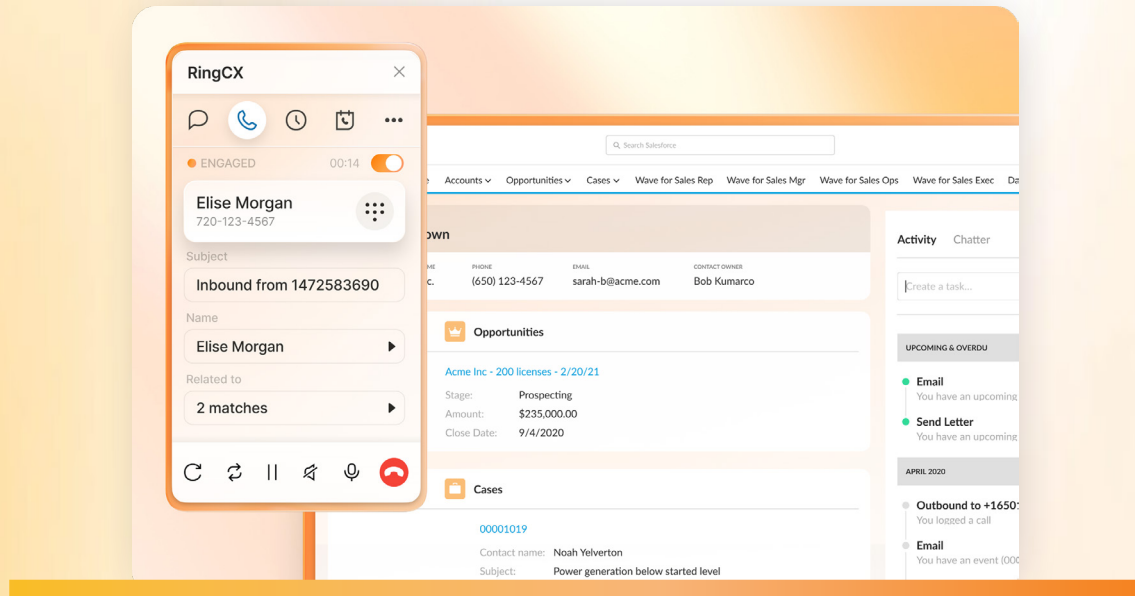 RingCX
ENGAGED 00:14
Elise Morgan
720-123-4567
Subject
Inbound from 1472583690
Name
Elise Morgan
Related to
2 matches
Search Salesforce
Accounts Opportunities Cases Wave for Sales Rep Wave for Sales Mgr Wave for Sales Ops Wave for Sales Exec Da
own
ME PHONE EMAIL CONTACT OWNER
c. (650) 123-4567 sarah-b@acme.com Bob Kumarco
Opportunities
Acme Inc - 200 licenses - 2/20/21
Stage: Prospecting
Amount: $235,000.00
Close Date: 9/4/2020
Cases
00001019
Contact name: Noah Yelverton
Subject: Power generation below started level
Activity Chatter
Create a task...
UPCOMING & OVERDU
Email
You have an upcoming
Send Letter
You have an upcoming
APRIL 2020
Outbound to +1650
You logged a call
Email
You have an event (000